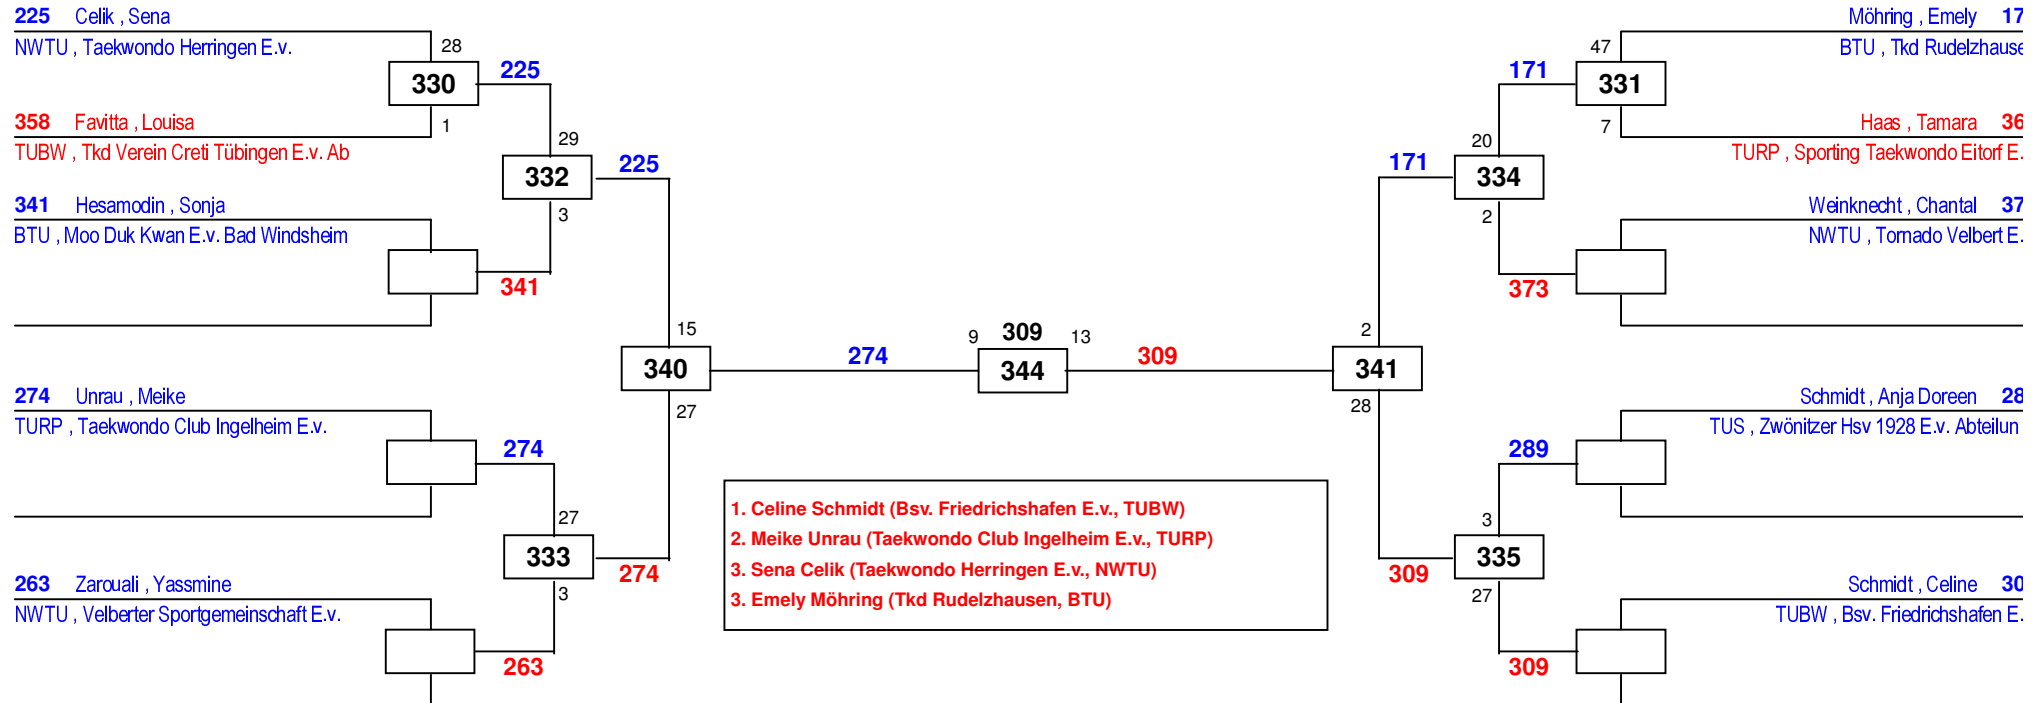 225 Celik , Sena
NWTU , Taekwondo Herringen E.v.
28
330
225
1
358 Favitta , Louisa
TUBW , Tkd Verein Creti Tübingen E.v. Ab
29
332
225
3
341 Hesamodin , Sonja
BTU , Moo Duk Kwan E.v. Bad Windsheim
341
15
340
27
274 Unrau , Meike
TURP , Taekwondo Club Ingelheim E.v.
274
27
333
274
3
263 Zarouali , Yassmine
NWTU , Velberter Sportgemeinschaft E.v.
263
274
9 309 13
344
309
1. Celine Schmidt (Bsv. Friedrichshafen E.v., TUBW)
2. Meike Unrau (Taekwondo Club Ingelheim E.v., TURP)
3. Sena Celik (Taekwondo Herringen E.v., NWTU)
3. Emely Möhring (Tkd Rudelzhausen, BTU)
Möhring , Emely 17
BTU , Tkd Rudelzhause
47
171
331
7
Haas , Tamara 36
TURP , Sporting Taekwondo Eitorf E.
20
171
334
2
Weinknecht , Chantal 37
NWTU , Tornado Velbert E.
373
2
341
28
Schmidt , Anja Doreen 28
TUS , Zwönitzer Hsv 1928 E.v. Abteilun
289
3
335
309
27
Schmidt , Celine 30
TUBW , Bsv. Friedrichshafen E.
309